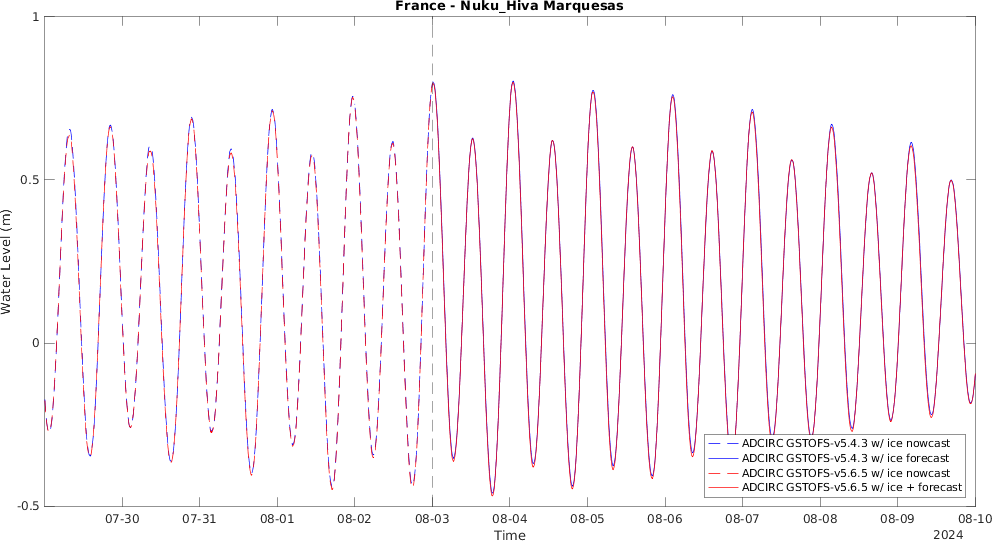 France - Nuku_Hiva Marquesas
1
0.5
0
-0.5
Water Level (m)
ADCIRC GSTOFS-v5.4.3 w/ ice nowcast
ADCIRC GSTOFS-v5.4.3 w/ ice forecast
ADCIRC GSTOFS-v5.6.5 w/ ice nowcast
ADCIRC GSTOFS-v5.6.5 w/ ice + forecast
07-30 07-31 08-01 08-02 08-03 08-04 08-05 08-06 08-07 08-08 08-09 08-10
Time
2024